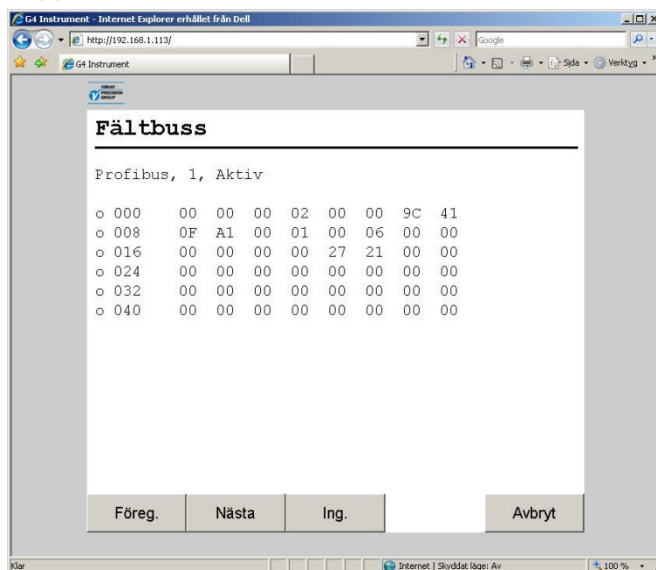 G4 Instrument - Internet Explorer erhållet från Dell
http://192.168.1.113/
Google
G4 Instrument
Sida
Verktyg
VISHAY
PRECISION
GROUP
Fältbuss
Profibus, 1, Aktiv
o 000 00 00 00 02 00 00 9C 41
o 008 0F A1 00 01 00 06 00 00
o 016 00 00 00 00 27 21 00 00
o 024 00 00 00 00 00 00 00 00
o 032 00 00 00 00 00 00 00 00
o 040 00 00 00 00 00 00 00 00
Föreg. Nästa Ing. Avbryt
Klar
Internet | Skyddat läge: Av
100 %